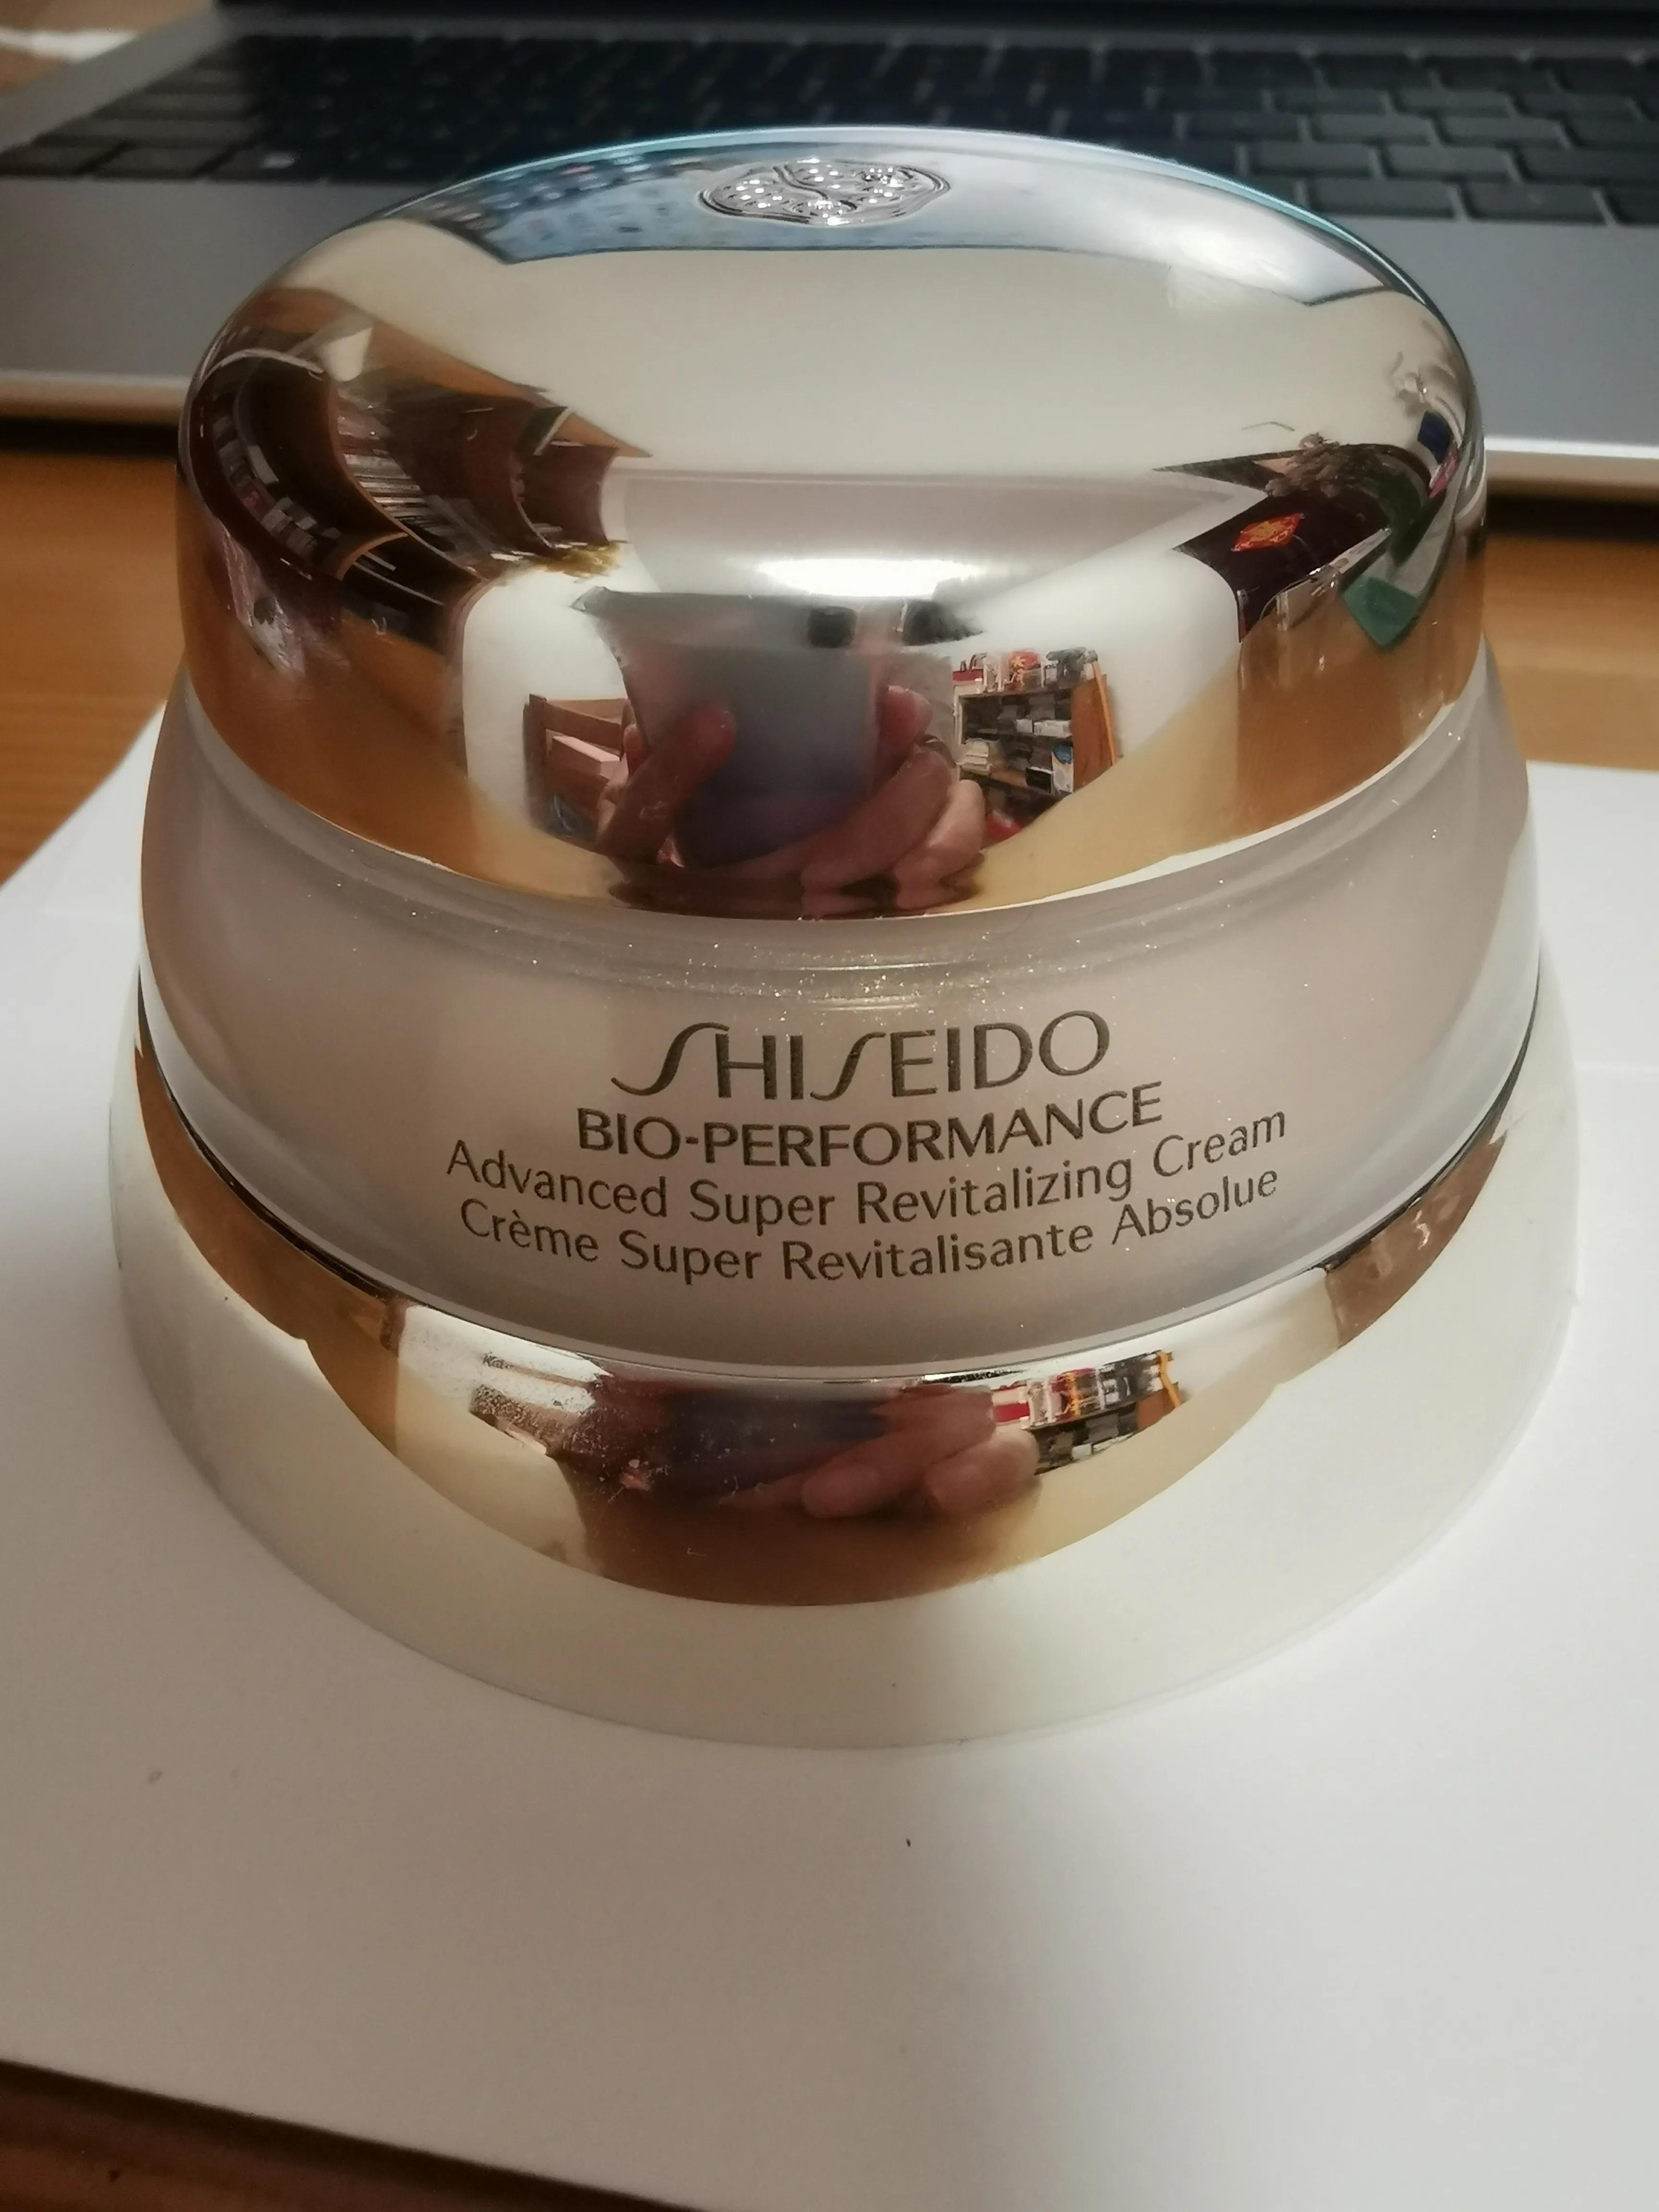 SHISEIDO
BIO-PERFORMANCE
Advanced Super Revitalizing Cream
Crème Super Revitalisante Absolue